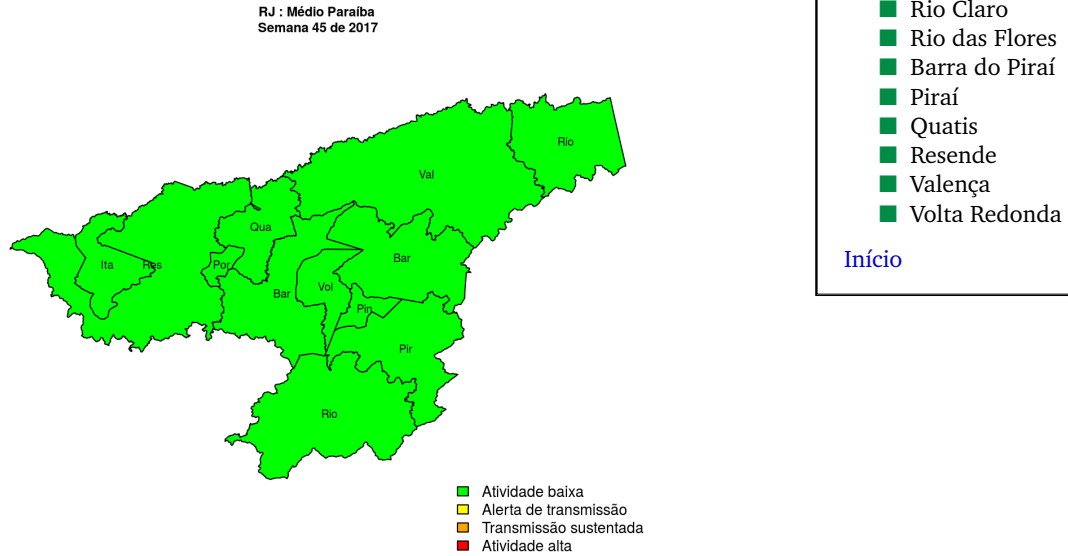 RJ : Médio Paraíba
Semana 45 de 2017
Rio
Val
Qua
Ita
Res
Por
Bar
Bar
Vol
Pin
Pir
Rio
Atividade baixa
Alerta de transmissão
Transmissão sustentada
Atividade alta
Rio Claro
Rio das Flores
Barra do Piraí
Piraí
Quatis
Resende
Valença
Volta Redonda
Início